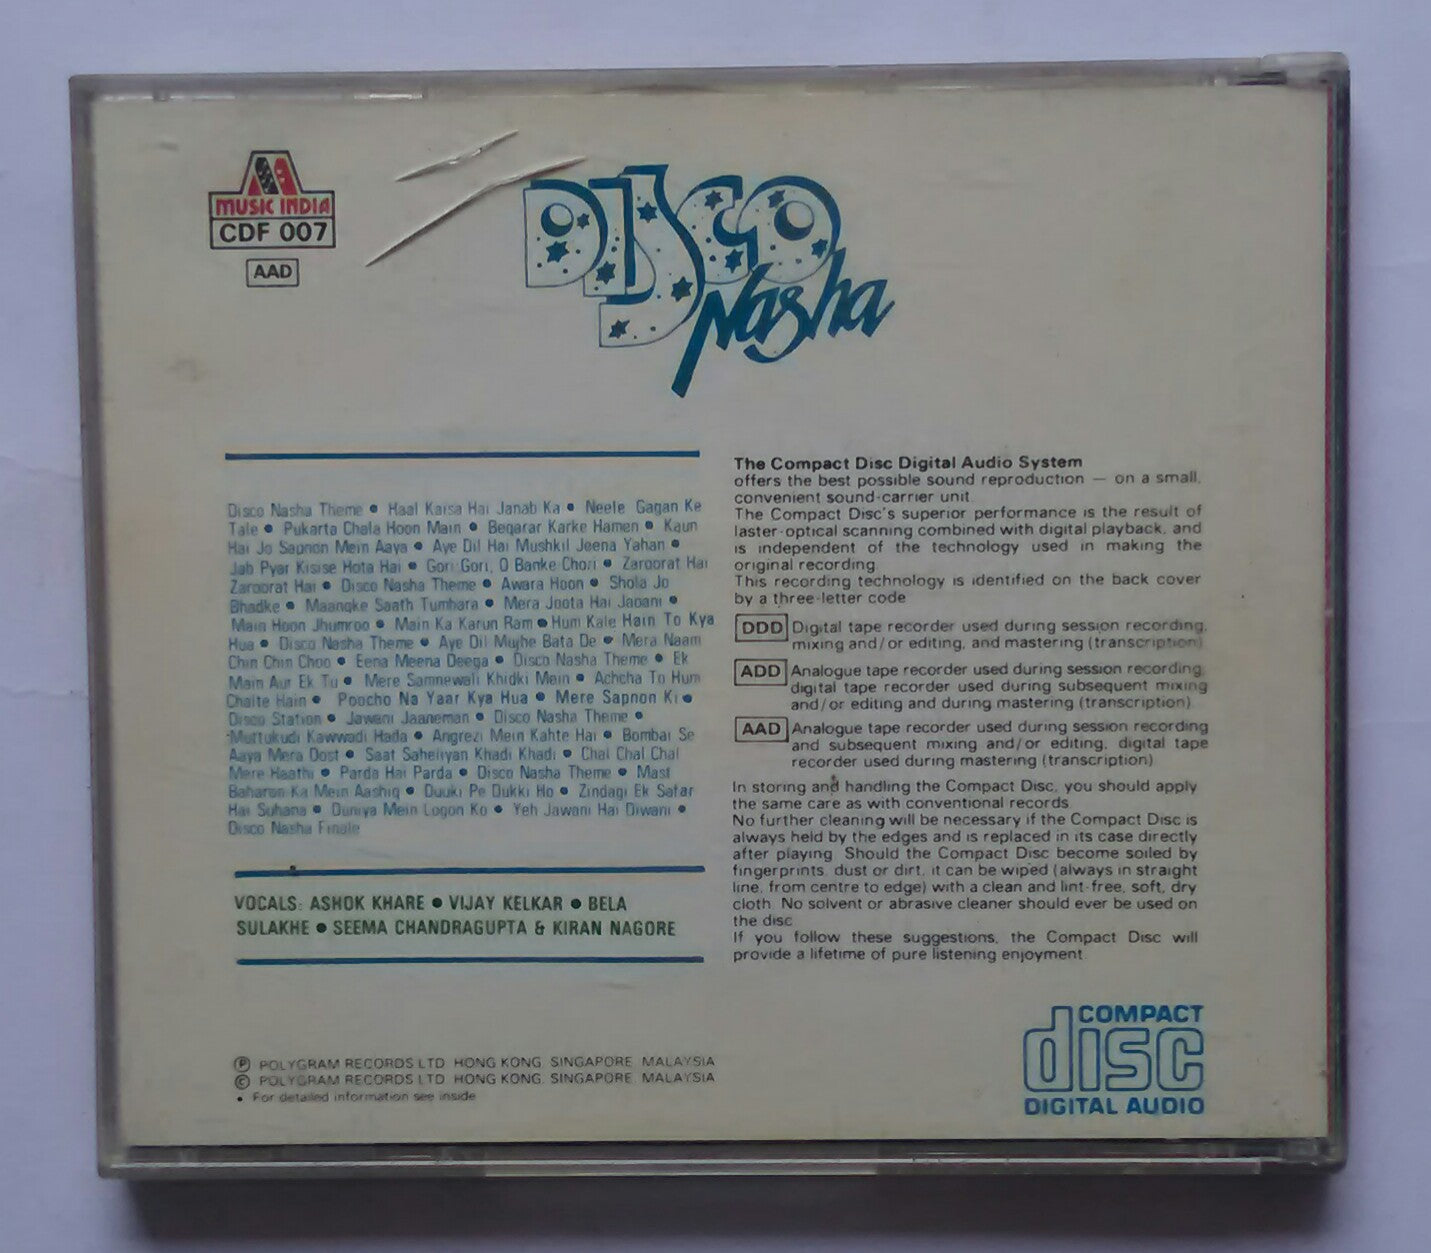 MUSIC INDIA
CDF 007
AAD
DISCO
Nasha
Disco Nasha Theme • Haal Kaisa Hai Janab Ka • Neele Gagan Ke
Tale • Pukarta Chala Hoon Main • Beqarar Karke Hamen • Kaun
Hai Jo Sapnon Mein Aaya • Aye Dil Hai Mushkil Jeena Yahan •
Jab Pyar Kisise Hota Hai • Gori Gori, O Banke Chori • Zaroorat Hai
Zaroorat Hai • Disco Nasha Theme • Awara Hoon • Shola Jo
Bhadke • Maangke Saath Tumhara • Mera Joota Hai Japani •
Main Hoon Jhumroo • Main Ka Karun Ram • Hum Kale Hain To Kya
Hua • Disco Nasha Theme • Aye Dil Mujhe Bata De • Mera Naam
Chin Chin Choo • Eena Meena Deega • Disco Nasha Theme • Ek
Main Aur Ek Tu • Mere Samnewali Khidki Mein • Achcha To Hum
Chalte Hain • Poocho Na Yaar Kya Hua • Mere Sapnon Ki •
Disco Station • Jawani Jaaneman • Disco Nasha Theme •
Muttukudi Kawwadi Hada • Angrezi Mein Kahte Hai • Bombai Se
Aaya Mera Dost • Saat Saheliyan Khadi Khadi • Chal Chal Chal
Mere Haathi • Parda Hai Parda • Disco Nasha Theme • Mast
Baharon Ka Mein Aashiq • Duuki Pe Dukki Ho • Zindagi Ek Safar
Hai Suhana • Duniya Mein Logon Ko • Yeh Jawani Hai Diwani •
Disco Nasha Finale
VOCALS: ASHOK KHARE • VIJAY KELKAR • BELA
SULAKHE • SEEMA CHANDRAGUPTA & KIRAN NAGORE
Ⓟ POLYGRAM RECORDS LTD HONG KONG. SINGAPORE. MALAYSIA
© POLYGRAM RECORDS LTD HONG KONG. SINGAPORE. MALAYSIA
• For detailed information see inside
The Compact Disc Digital Audio System
offers the best possible sound reproduction — on a small,
convenient sound-carrier unit.
The Compact Disc's superior performance is the result of
laster-optical scanning combined with digital playback, and
is independent of the technology used in making the
original recording.
This recording technology is identified on the back cover
by a three-letter code
DDD Digital tape recorder used during session recording,
mixing and/or editing, and mastering (transcription)
ADD Analogue tape recorder used during session recording,
digital tape recorder used during subsequent mixing
and/or editing and during mastering (transcription).
AAD Analogue tape recorder used during session recording
and subsequent mixing and/or editing, digital tape
recorder used during mastering (transcription)
In storing and handling the Compact Disc, you should apply
the same care as with conventional records.
No further cleaning will be necessary if the Compact Disc is
always held by the edges and is replaced in its case directly
after playing. Should the Compact Disc become soiled by
fingerprints, dust or dirt, it can be wiped (always in straight
line, from centre to edge) with a clean and lint-free, soft, dry
cloth. No solvent or abrasive cleaner should ever be used on
the disc.
If you follow these suggestions, the Compact Disc will
provide a lifetime of pure listening enjoyment.
COMPACT
disc
DIGITAL AUDIO